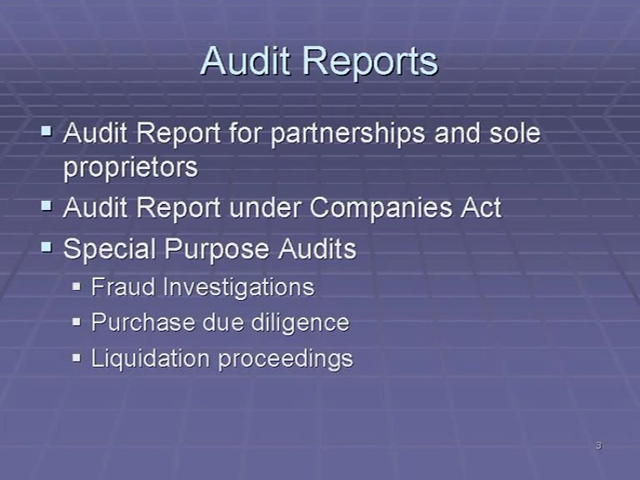 Audit Reports
Audit Report for partnerships and sole
proprietors
Audit Report under Companies Act
Special Purpose Audits
Fraud Investigations
Purchase due diligence
Liquidation proceedings
3